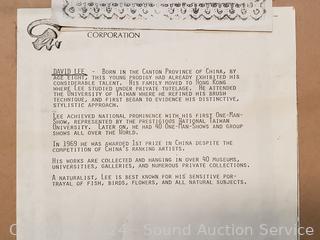 CORPORATION
DAVID LEE - BORN IN THE CANTON PROVINCE OF CHINA, BY
AGE EIGHT, THIS YOUNG PRODIGY HAD ALREADY EXHIBITED HIS
CONSIDERABLE TALENT. HIS FAMILY MOVED TO HONG KONG
WHERE LEE STUDIED UNDER PRIVATE TUTELAGE. HE ATTENDED
THE UNIVERSITY OF TAIWAN WHERE HE REFINED HIS BRUSH
TECHNIQUE, AND FIRST BEGAN TO EVIDENCE HIS DISTINCTIVE,
STYLISTIC APPROACH.
LEE ACHIEVED NATIONAL PROMINENCE WITH HIS FIRST ONE-MAN-
SHOW, REPRESENTED BY THE PRESTIGIOUS NATIONAL TAIWAN
UNIVERSITY. LATER ON, HE HAD 40 ONE-MAN-SHOWS AND GROUP
SHOWS ALL OVER THE WORLD.
IN 1969 HE WAS AWARDED 1ST PRIZE IN CHINA DESPITE THE
COMPETITION OF CHINA'S RANKING ARTISTS.
HIS WORKS ARE COLLECTED AND HANGING IN OVER 40 MUSEUMS,
UNIVERSITIES, GALLERIES, AND NUMEROUS PRIVATE COLLECTIONS.
A NATURALIST, LEE IS BEST KNOWN FOR HIS SENSITIVE POR-
TRAYAL OF FISH, BIRDS, FLOWERS, AND ALL NATURAL SUBJECTS.
Copyright 2024 - Sound Auction Service